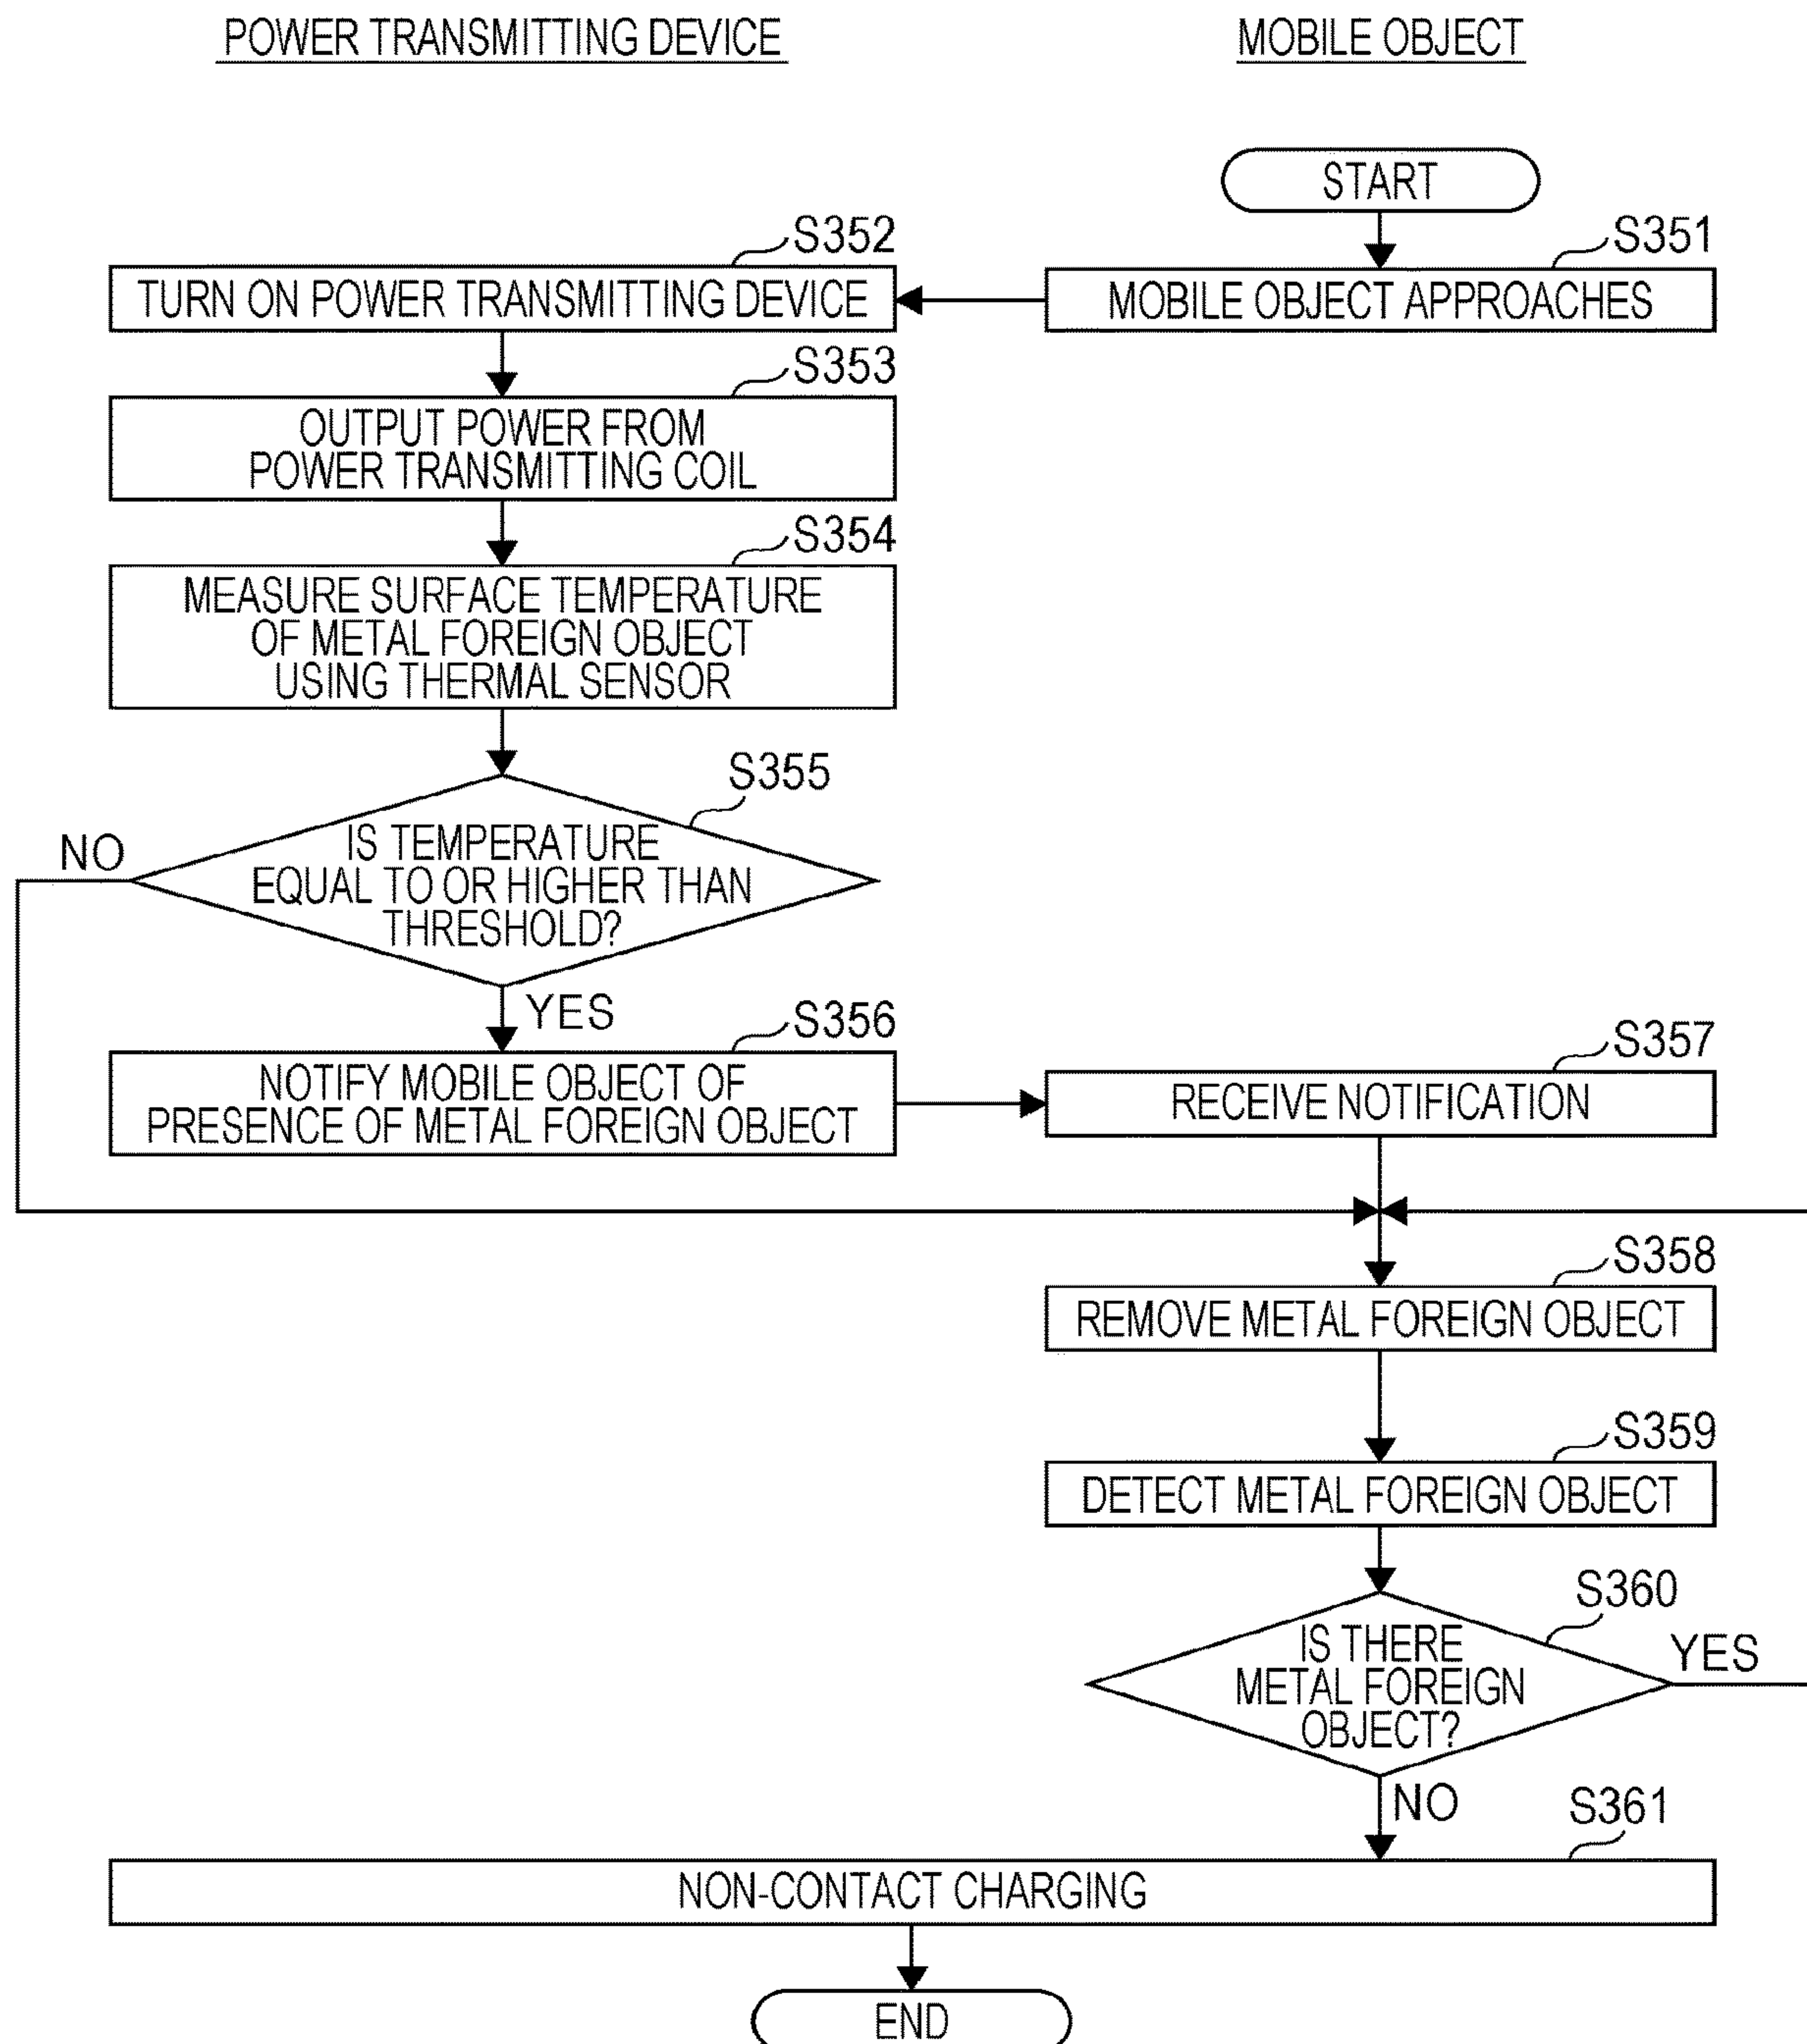 POWER TRANSMITTING DEVICE
MOBILE OBJECT
START
S351
MOBILE OBJECT APPROACHES
S352
TURN ON POWER TRANSMITTING DEVICE
S353
OUTPUT POWER FROM
POWER TRANSMITTING COIL
S354
MEASURE SURFACE TEMPERATURE
OF METAL FOREIGN OBJECT
USING THERMAL SENSOR
S355
IS TEMPERATURE
EQUAL TO OR HIGHER THAN
THRESHOLD?
NO
YES
S356
NOTIFY MOBILE OBJECT OF
PRESENCE OF METAL FOREIGN OBJECT
S357
RECEIVE NOTIFICATION
S358
REMOVE METAL FOREIGN OBJECT
S359
DETECT METAL FOREIGN OBJECT
S360
IS THERE
METAL FOREIGN
OBJECT?
YES
NO
S361
NON-CONTACT CHARGING
END